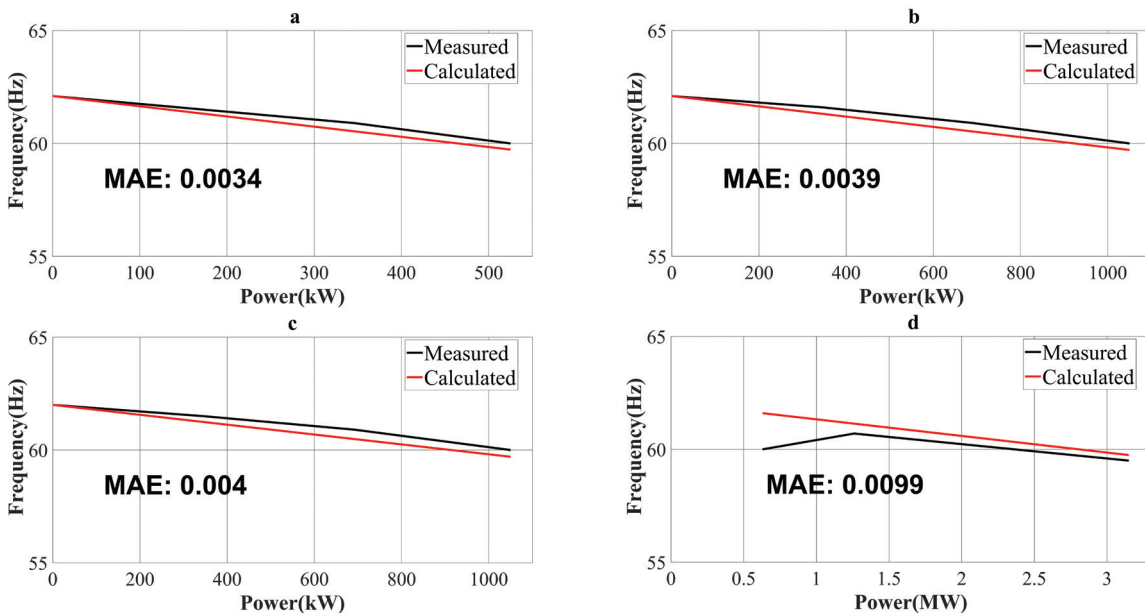 a
65
60
55
Frequency(Hz)
Measured
Calculated
MAE: 0.0034
0 100 200 300 400 500
Power(kW)
b
65
60
55
Frequency(Hz)
Measured
Calculated
MAE: 0.0039
0 200 400 600 800 1000
Power(kW)
c
65
60
55
Frequency(Hz)
Measured
Calculated
MAE: 0.004
0 200 400 600 800 1000
Power(kW)
d
65
60
55
Frequency(Hz)
Measured
Calculated
MAE: 0.0099
0 0.5 1 1.5 2 2.5 3
Power(MW)